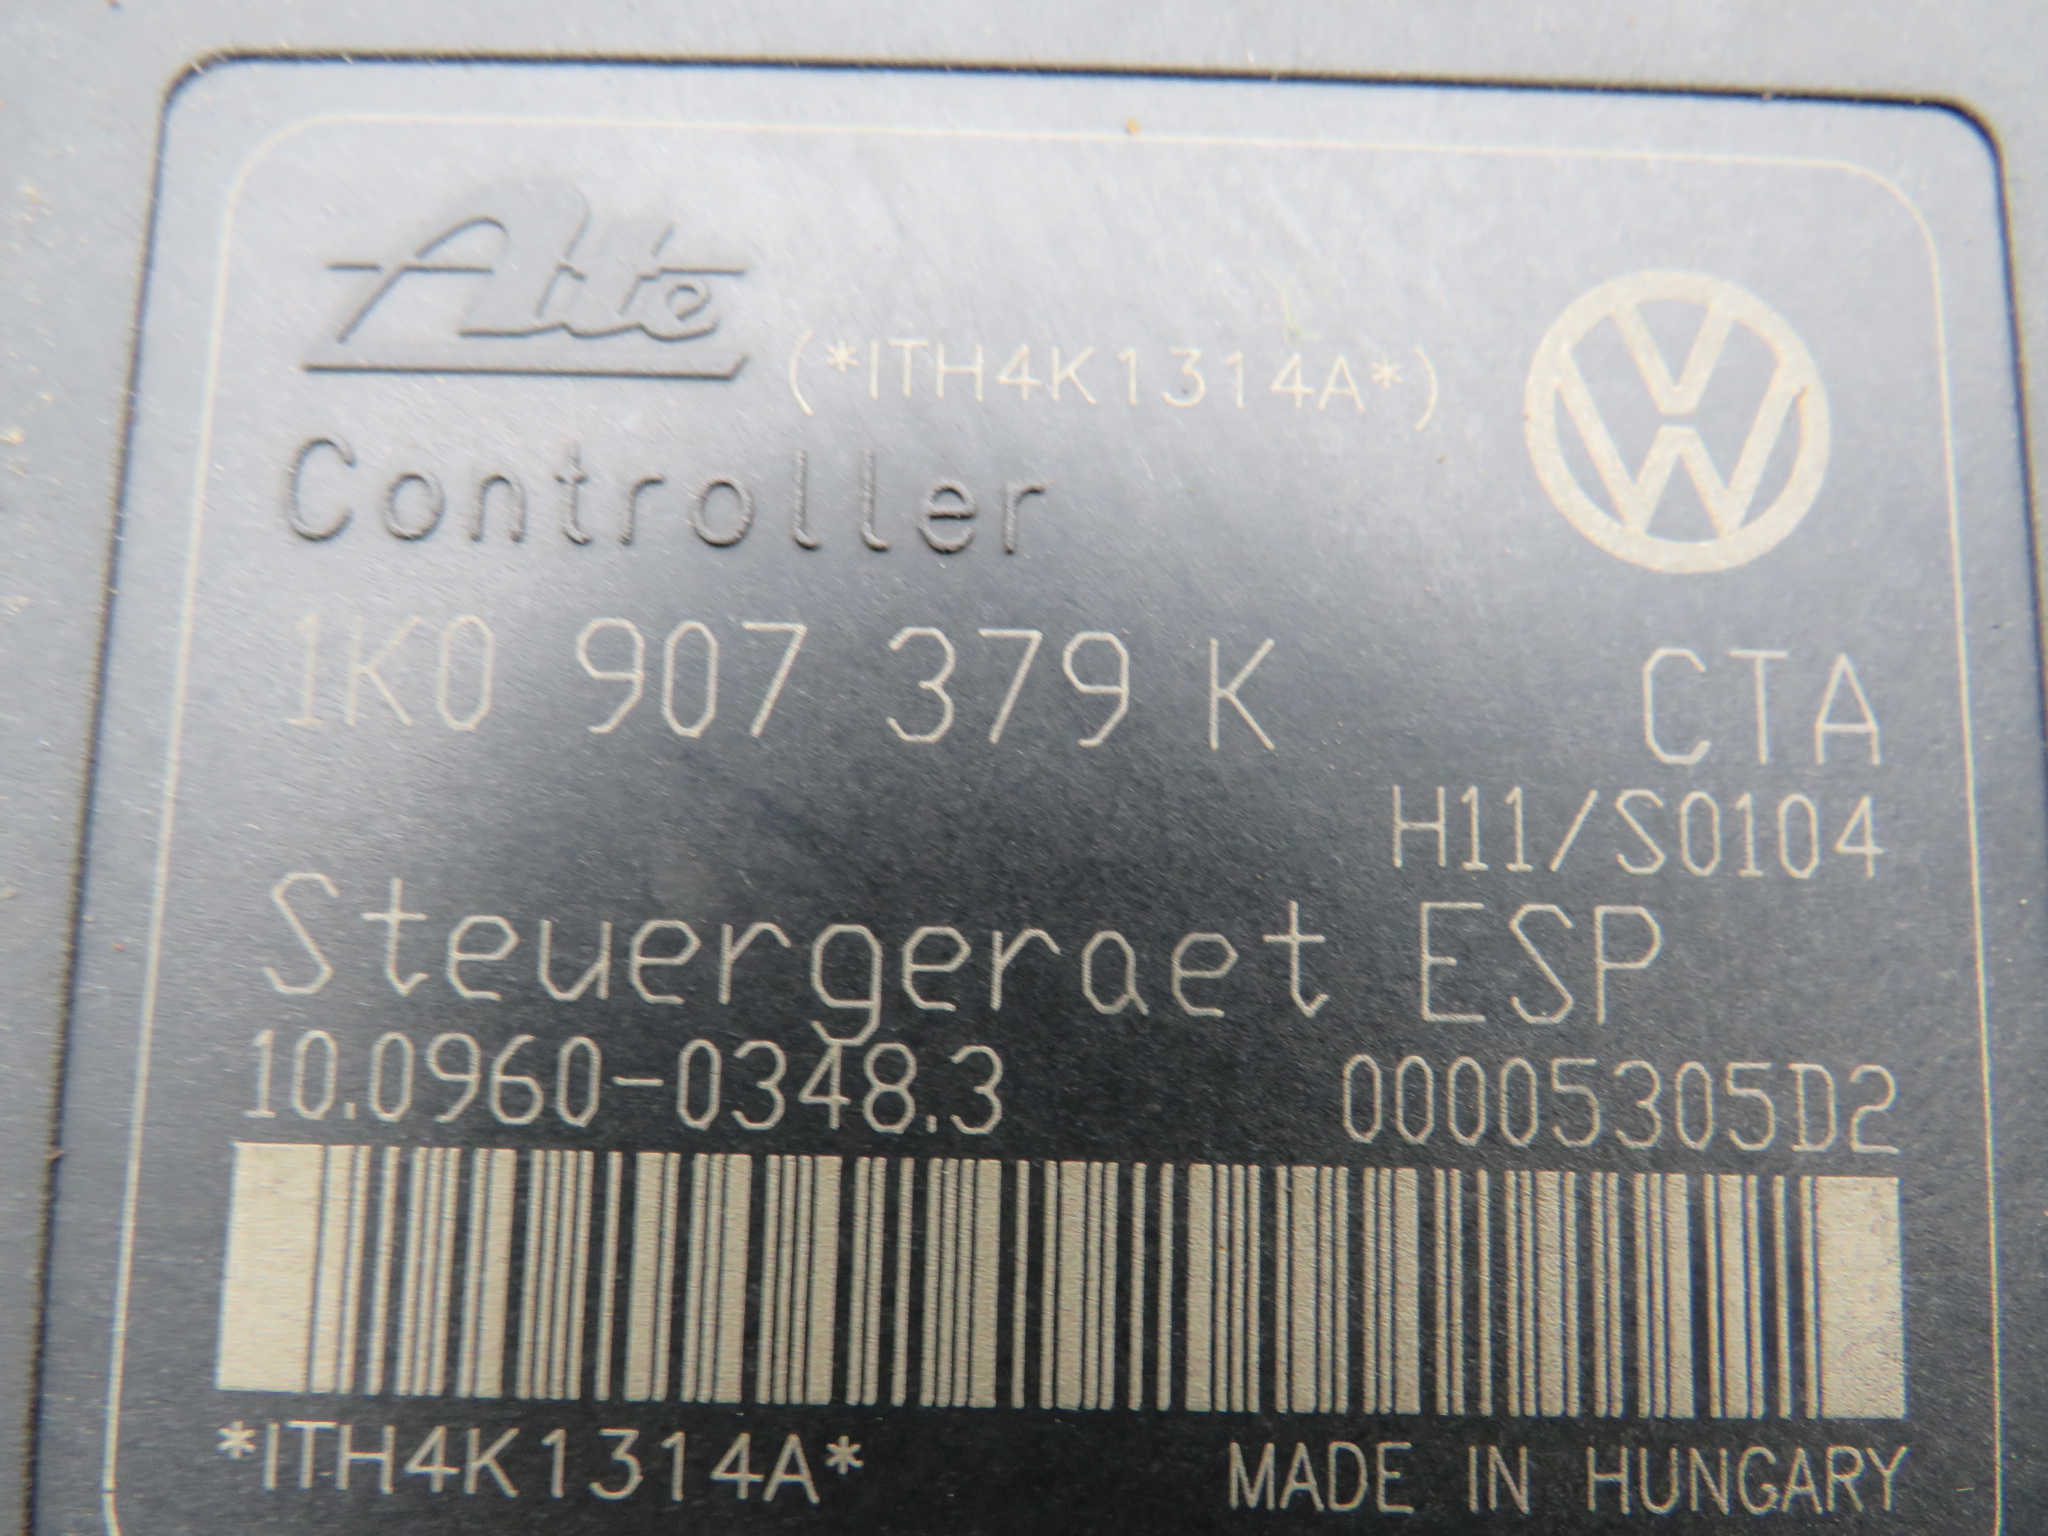 Ate
(*ITH4K1314A*)
Controller
1K0 907 379 K CTA
H11/S0104
Steuergeraet ESP
10.0960-0348.3 00005305D2
*ITH4K1314A* MADE IN HUNGARY